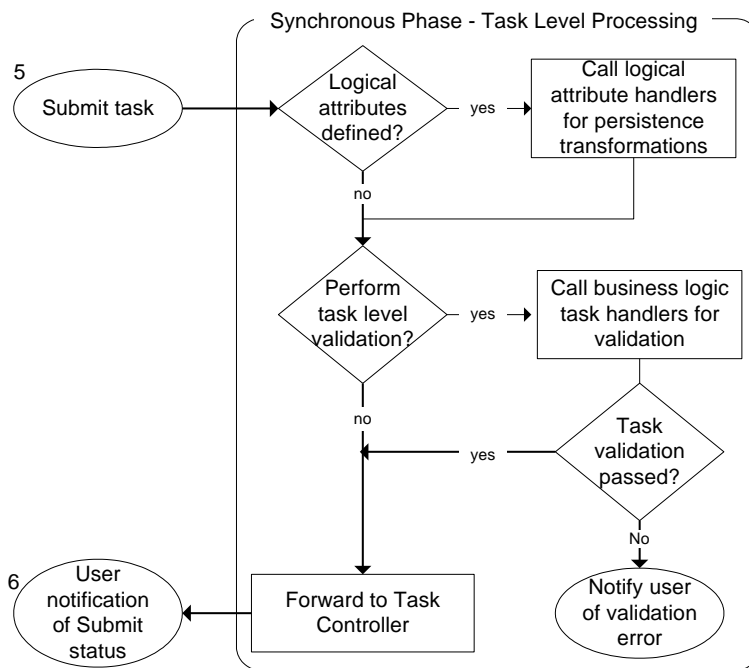 Synchronous Phase - Task Level Processing
5
Submit task
Logical
attributes
defined?
yes
Call logical
attribute handlers
for persistence
transformations
no
Perform
task level
validation?
yes
Call business logic
task handlers for
validation
no
Task
validation
passed?
yes
No
6
User
notification
of Submit
status
Forward to Task
Controller
Notify user
of validation
error